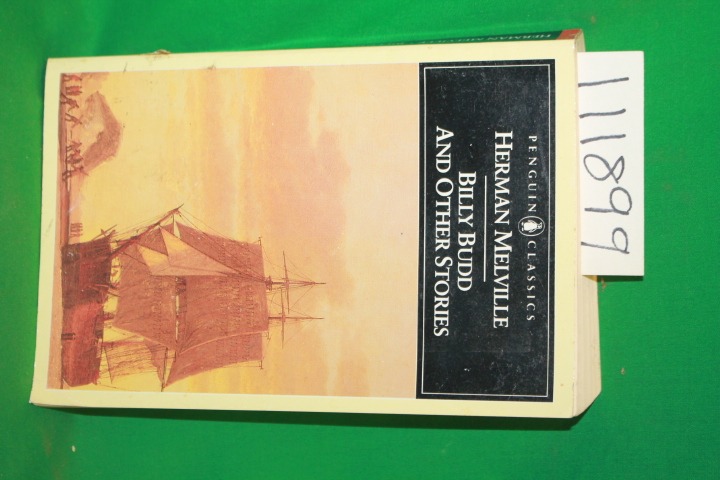 PENGUIN CLASSICS
HERMAN MELVILLE
BILLY BUDD
AND OTHER STORIES
111899